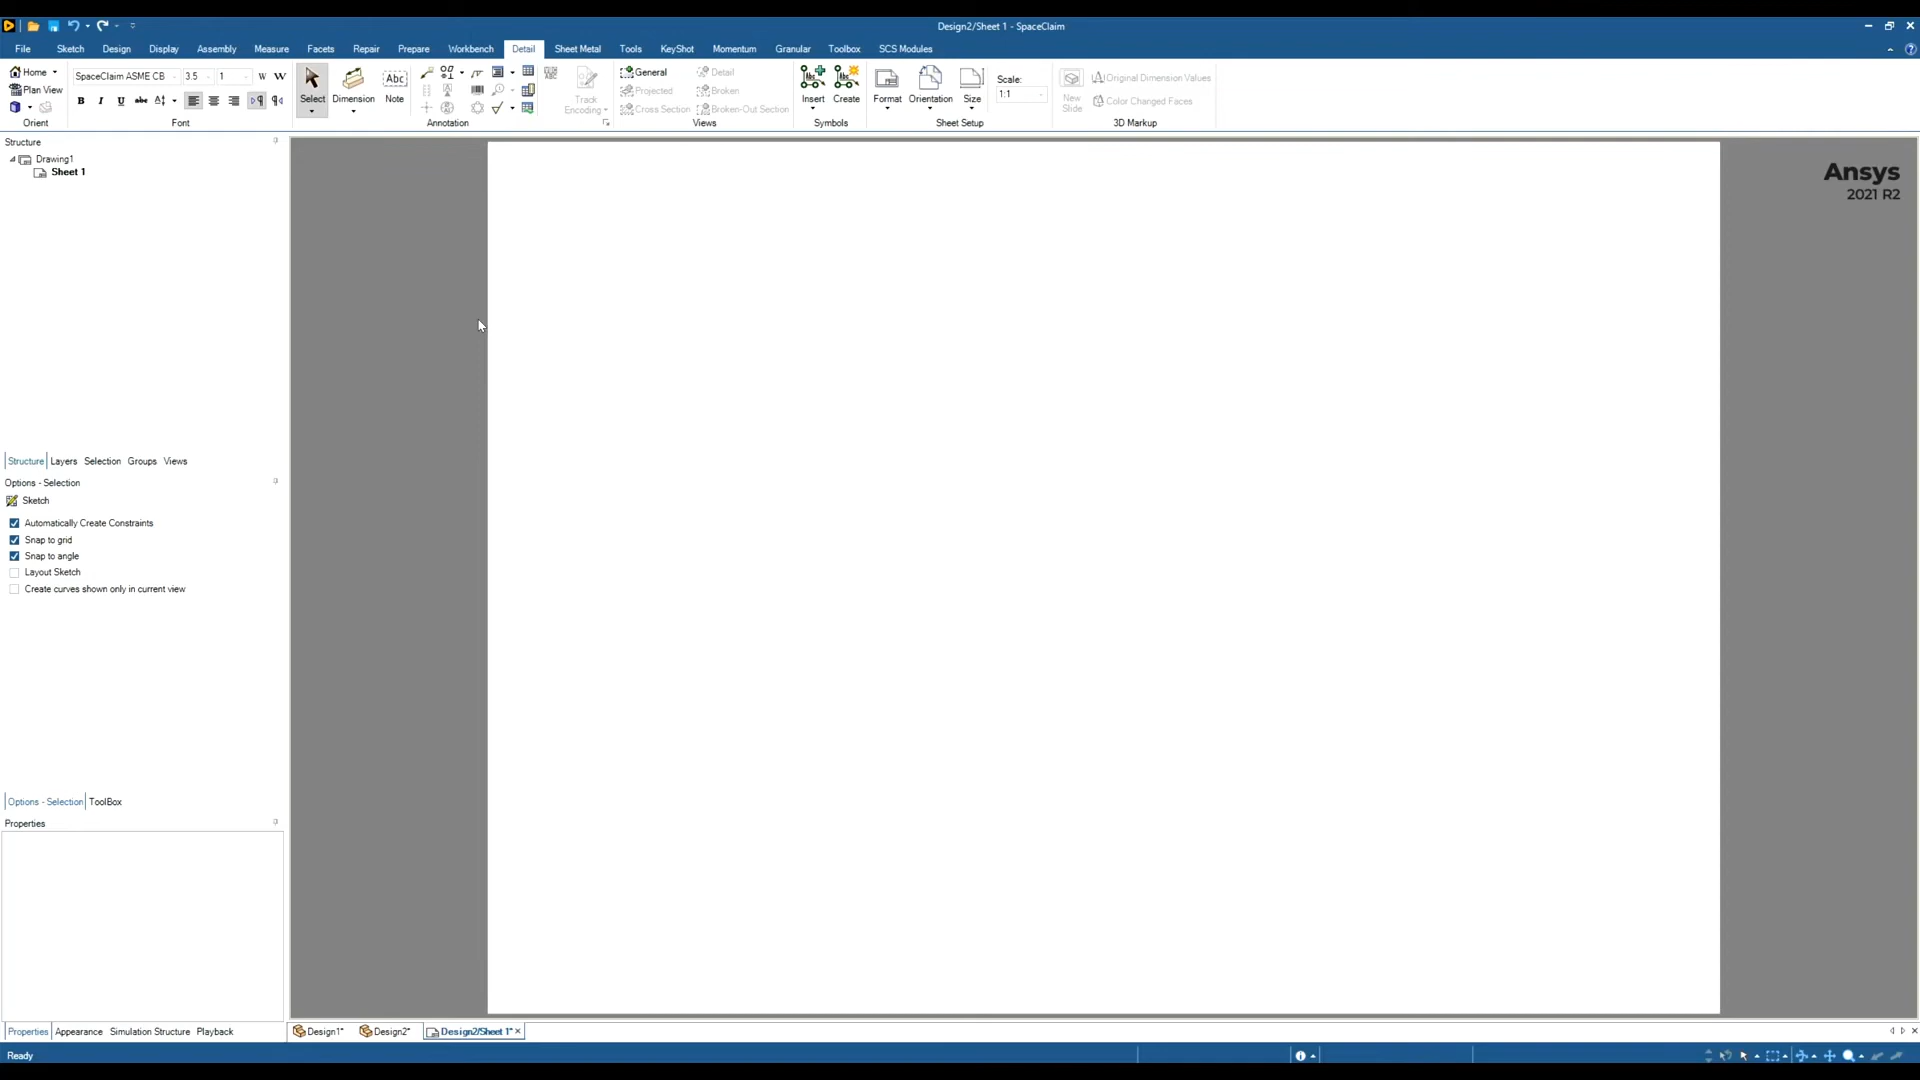 Design2/Sheet 1 - SpaceClaim
File Sketch Design Display Assembly Measure Facets Repair Prepare Workbench Detail Sheet Metal Tools KeyShot Momentum Granular Toolbox SCS Modules
Home
Plan View
Orient
SpaceClaim ASME CB 3.5 1 W W
B I U abc A
Font
Select
Dimension
Abc
Note
Annotation
Track
Encoding
General
Projected
Cross Section
Detail
Broken
Broken-Out Section
Views
Insert
Create
Symbols
Format
Orientation
Size
Scale:
1:1
Sheet Setup
New
Slide
Original Dimension Values
Color Changed Faces
3D Markup
Structure
Drawing1
Sheet 1
Ansys
2021 R2
Structure Layers Selection Groups Views
Options - Selection
Sketch
Automatically Create Constraints
Snap to grid
Snap to angle
Layout Sketch
Create curves shown only in current view
Options - Selection ToolBox
Properties
Properties Appearance Simulation Structure Playback
Design1* Design2* Design2/Sheet 1*
Ready